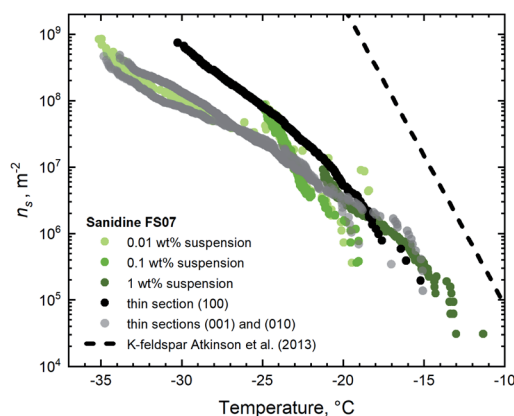 10⁹
10⁸
10⁷
10⁶
10⁵
10⁴
nₛ, m⁻²
Sanidine FS07
0.01 wt% suspension
0.1 wt% suspension
1 wt% suspension
thin section (100)
thin sections (001) and (010)
K-feldspar Atkinson et al. (2013)
-35 -30 -25 -20 -15 -10
Temperature, °C